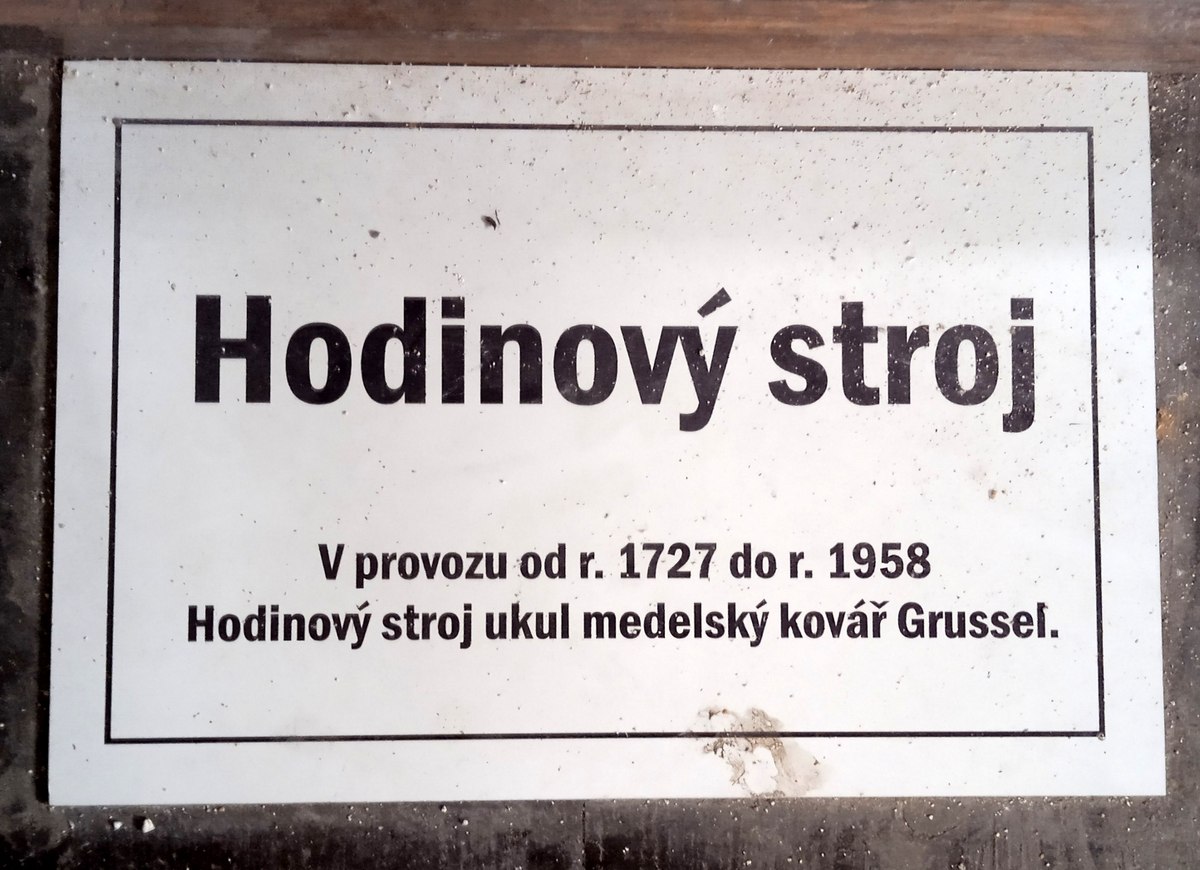 Hodinový stroj
V provozu od r. 1727 do r. 1958
Hodinový stroj ukul medelský kovář Grussel.